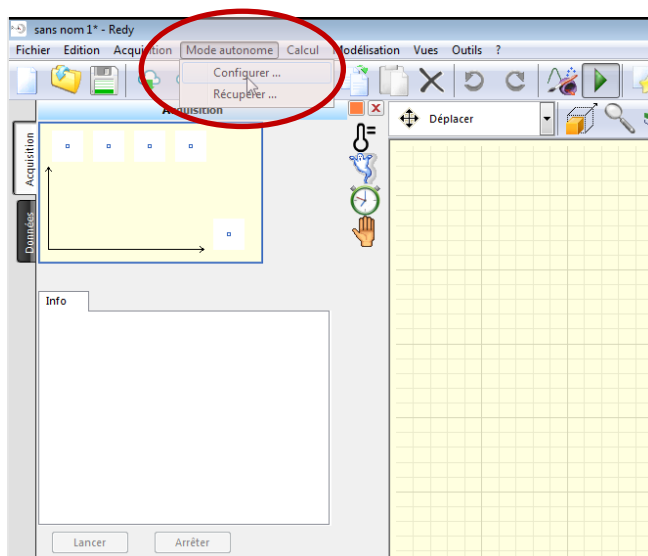 sans nom 1* - Redy
Fichier Edition Acquisition Mode autonome Calcul Modélisation Vues Outils ?
Configurer ...
Récupérer ...
Acquisition
Déplacer
Acquisition
Données
Info
Lancer Arrêter